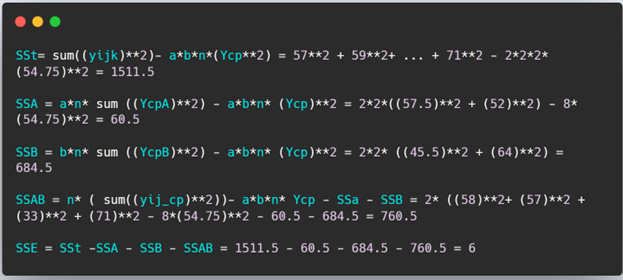 SSt= sum((yijk)**2)- a*b*n*(Ycp**2) = 57**2 + 59**2+ ... + 71**2 - 2*2*2*
(54.75)**2 = 1511.5
SSA = a*n* sum ((YcpA)**2) - a*b*n* (Ycp)**2 = 2*2*((57.5)**2 + (52)**2) - 8*
(54.75)**2 = 60.5
SSB = b*n* sum ((YcpB)**2) - a*b*n* (Ycp)**2 = 2*2* ((45.5)**2 + (64)**2) =
684.5
SSAB = n* ( sum((yij_cp)**2))- a*b*n* Ycp - SSa - SSB = 2* ((58)**2+ (57)**2 +
(33)**2 + (71)**2 - 8*(54.75)**2 - 60.5 - 684.5 = 760.5
SSE = SSt -SSA - SSB - SSAB = 1511.5 - 60.5 - 684.5 - 760.5 = 6